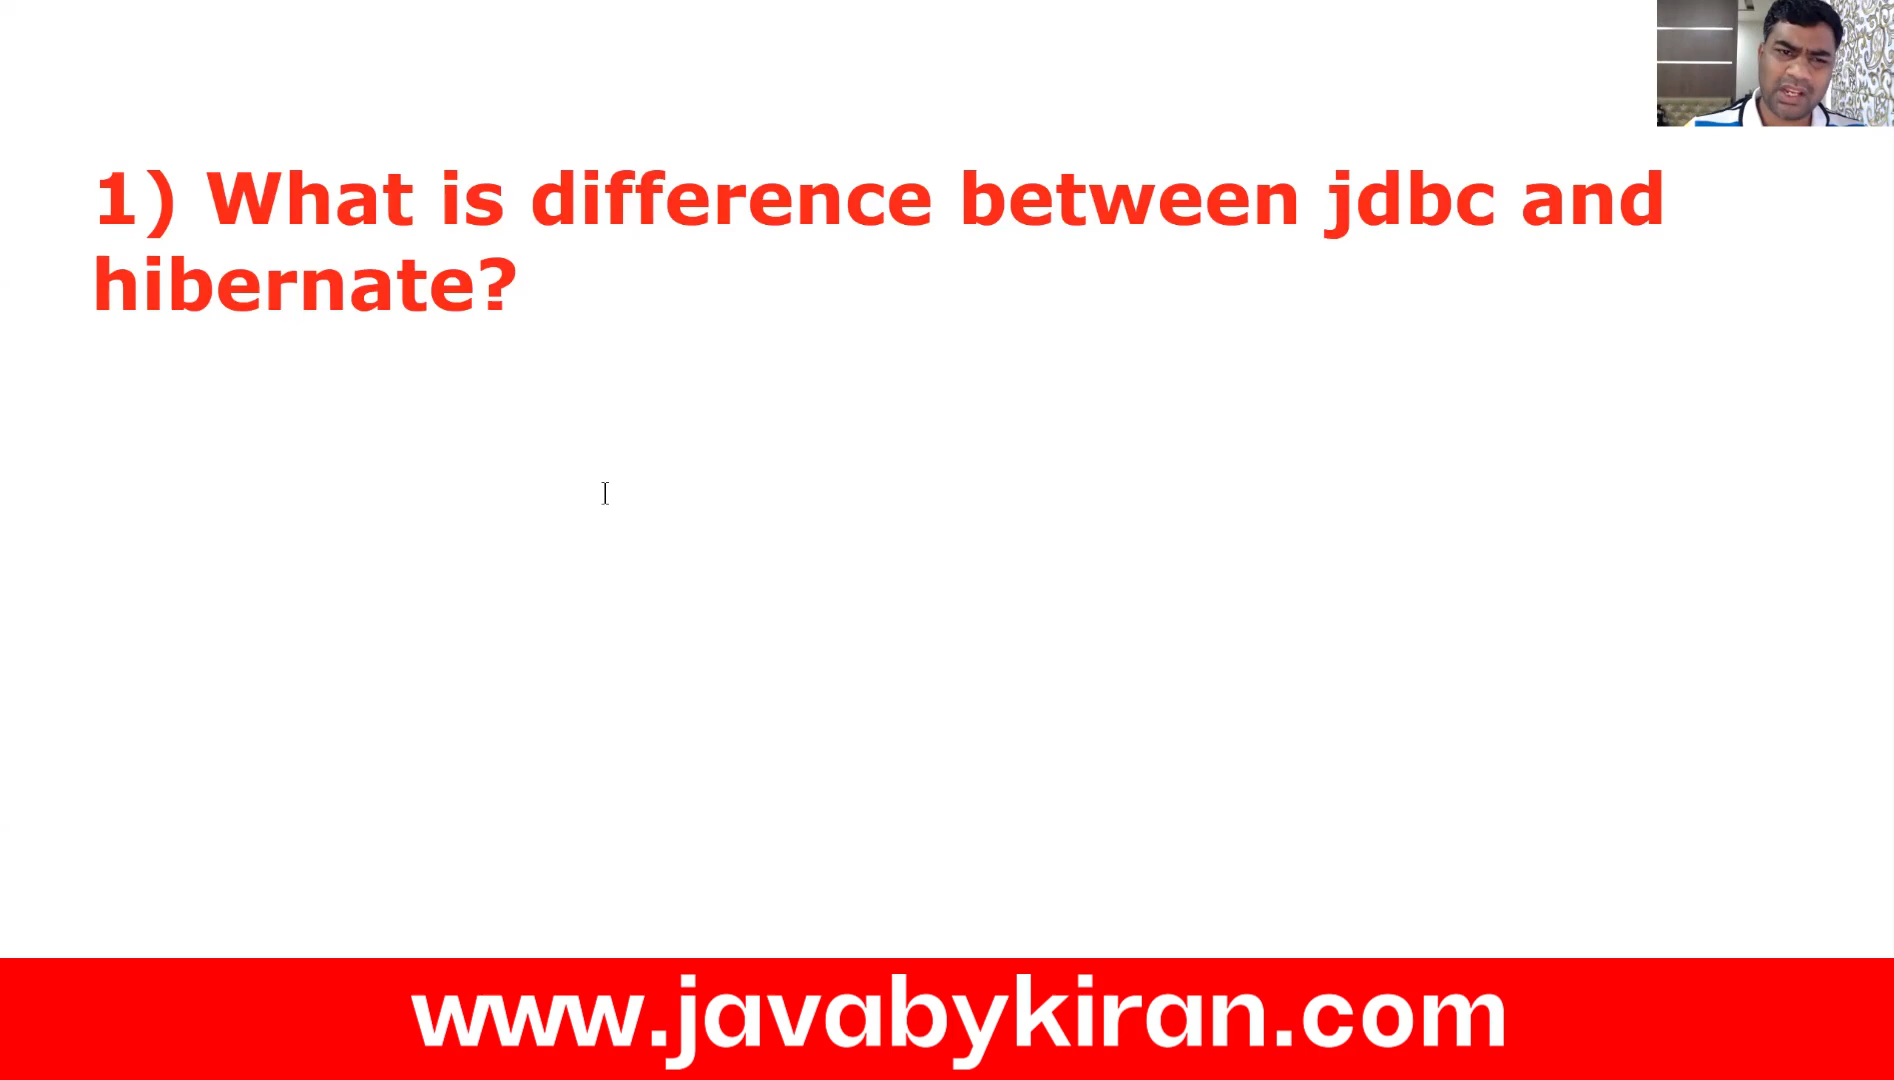 1) What is difference between jdbc and
hibernate?
www.javabykiran.com